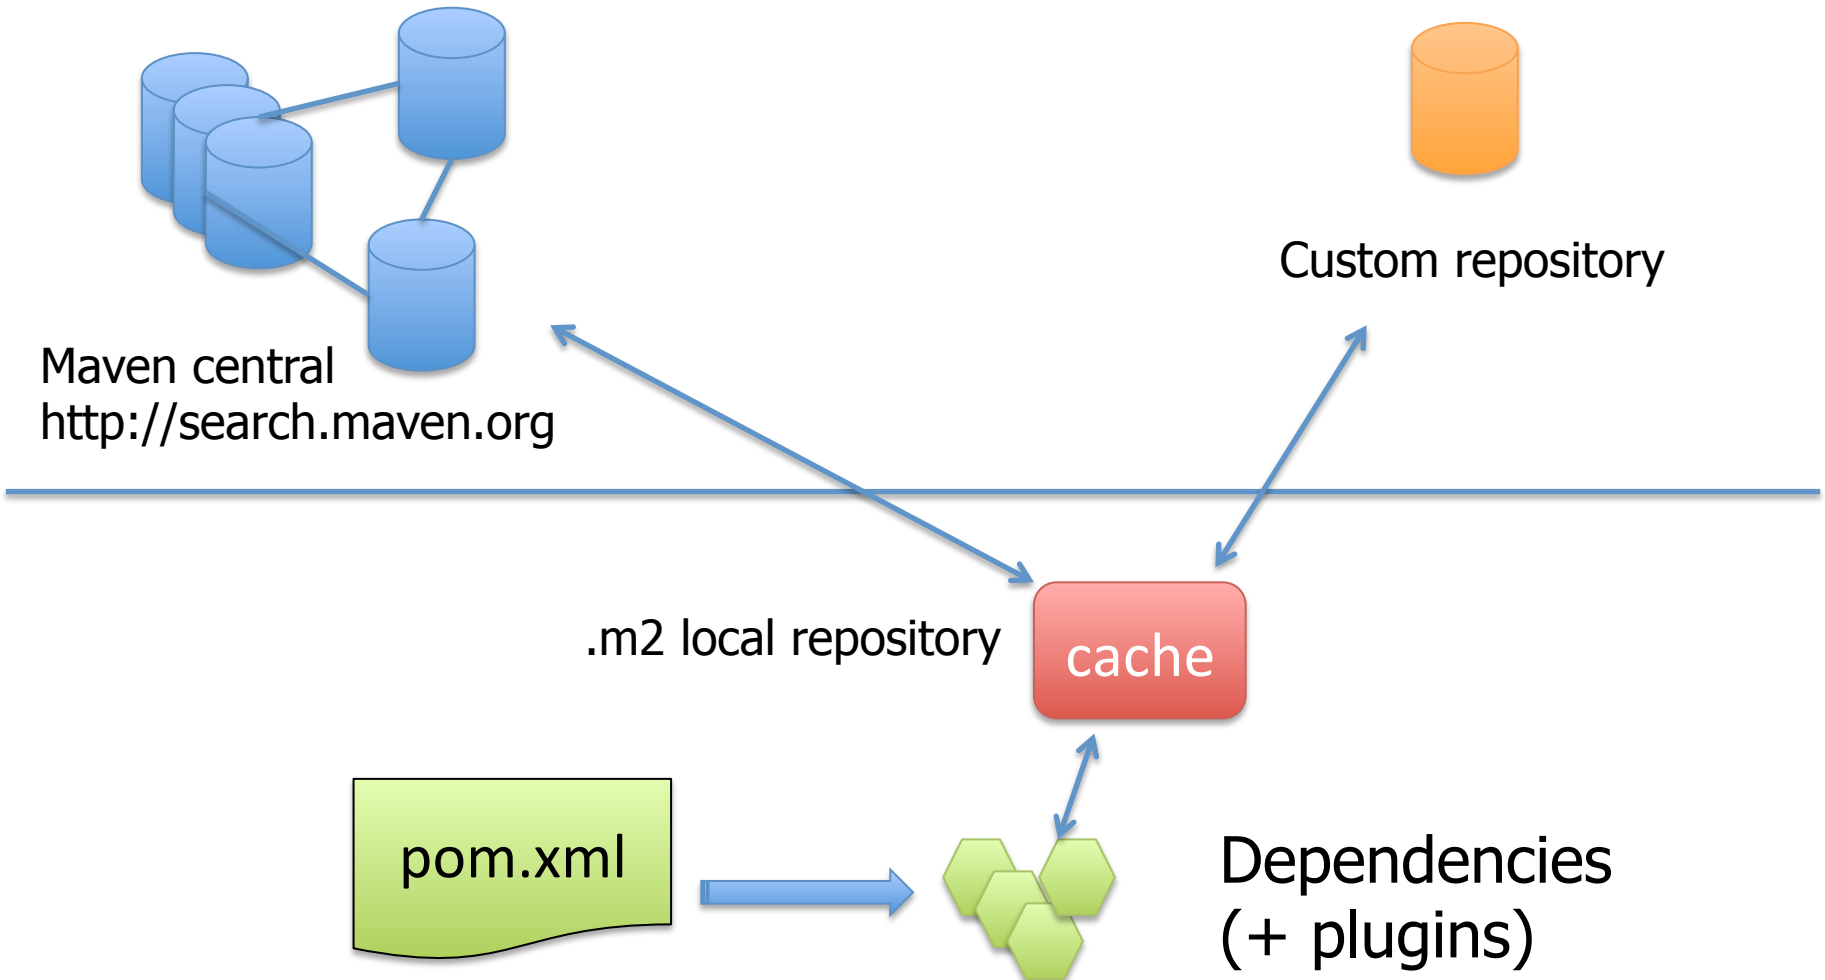 Custom repository
Maven central
http://search.maven.org
.m2 local repository
cache
pom.xml
Dependencies
(+ plugins)